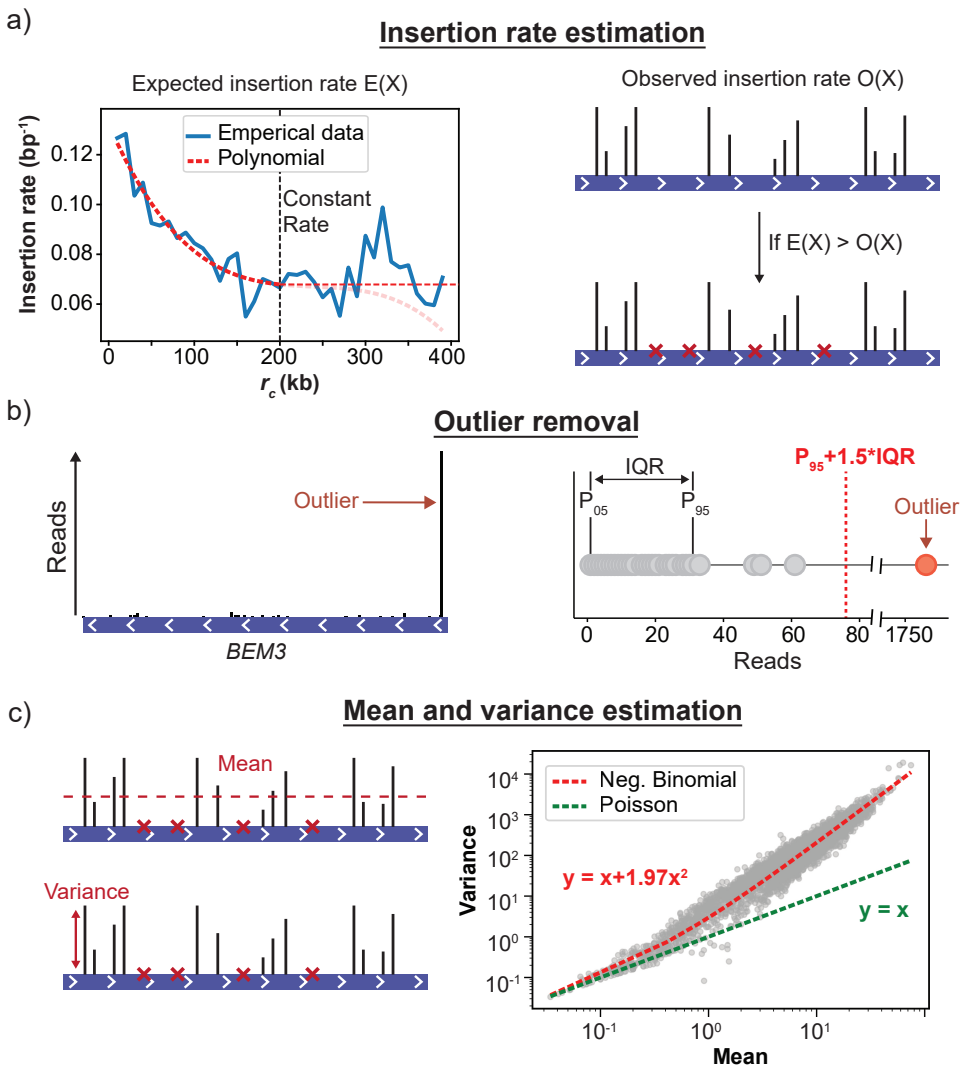 a)
Insertion rate estimation
Expected insertion rate E(X)
Observed insertion rate O(X)
Emperical data
Polynomial
Constant
Rate
Insertion rate (bp⁻¹)
0.12
0.10
0.08
0.06
0
100
200
300
400
r_c (kb)
If E(X) > O(X)
b)
Outlier removal
Reads
Outlier
BEM3
IQR
P₀₅
P₉₅
P₉₅+1.5*IQR
Outlier
0
20
40
60
80
1750
Reads
c)
Mean and variance estimation
Mean
Variance
Neg. Binomial
Poisson
y = x+1.97x²
y = x
Variance
10⁴
10³
10²
10¹
10⁰
10⁻¹
10⁻¹
10⁰
10¹
Mean